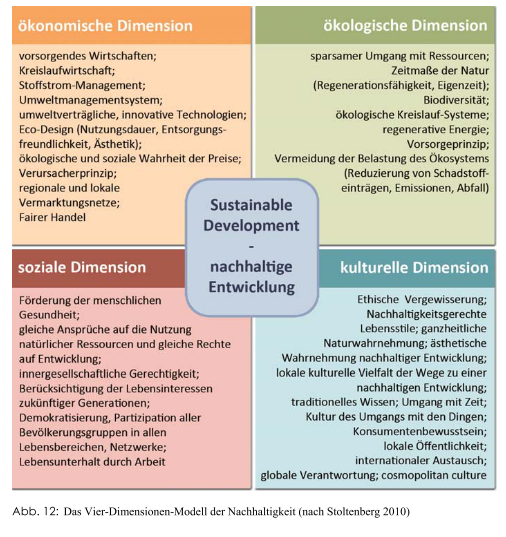 ökonomische Dimension
vorsorgendes Wirtschaften;
Kreislaufwirtschaft;
Stoffstrom-Management;
Umweltmanagementsystem;
umweltverträgliche, innovative Technologien;
Eco-Design (Nutzungsdauer, Entsorgungs-
freundlichkeit, Ästhetik);
ökologische und soziale Wahrheit der Preise;
Verursacherprinzip;
regionale und lokale
Vermarktungsnetze;
Fairer Handel
ökologische Dimension
sparsamer Umgang mit Ressourcen;
Zeitmaße der Natur
(Regenerationsfähigkeit, Eigenzeit);
Biodiversität;
ökologische Kreislauf-Systeme;
regenerative Energie;
Vorsorgeprinzip;
Vermeidung der Belastung des Ökosystems
(Reduzierung von Schadstoff-
einträgen, Emissionen, Abfall)
Sustainable
Development
-
nachhaltige
Entwicklung
soziale Dimension
Förderung der menschlichen
Gesundheit;
gleiche Ansprüche auf die Nutzung
natürlicher Ressourcen und gleiche Rechte
auf Entwicklung;
innergesellschaftliche Gerechtigkeit;
Berücksichtigung der Lebensinteressen
zukünftiger Generationen;
Demokratisierung, Partizipation aller
Bevölkerungsgruppen in allen
Lebensbereichen, Netzwerke;
Lebensunterhalt durch Arbeit
kulturelle Dimension
Ethische Vergewisserung;
Nachhaltigkeitsgerechte
Lebensstile; ganzheitliche
Naturwahrnehmung; ästhetische
Wahrnehmung nachhaltiger Entwicklung;
lokale kulturelle Vielfalt der Wege zu einer
nachhaltigen Entwicklung;
traditionelles Wissen; Umgang mit Zeit;
Kultur des Umgangs mit den Dingen;
Konsumentenbewusstsein;
lokale Öffentlichkeit;
internationaler Austausch;
globale Verantwortung; cosmopolitan culture
Abb. 12: Das Vier-Dimensionen-Modell der Nachhaltigkeit (nach Stoltenberg 2010)